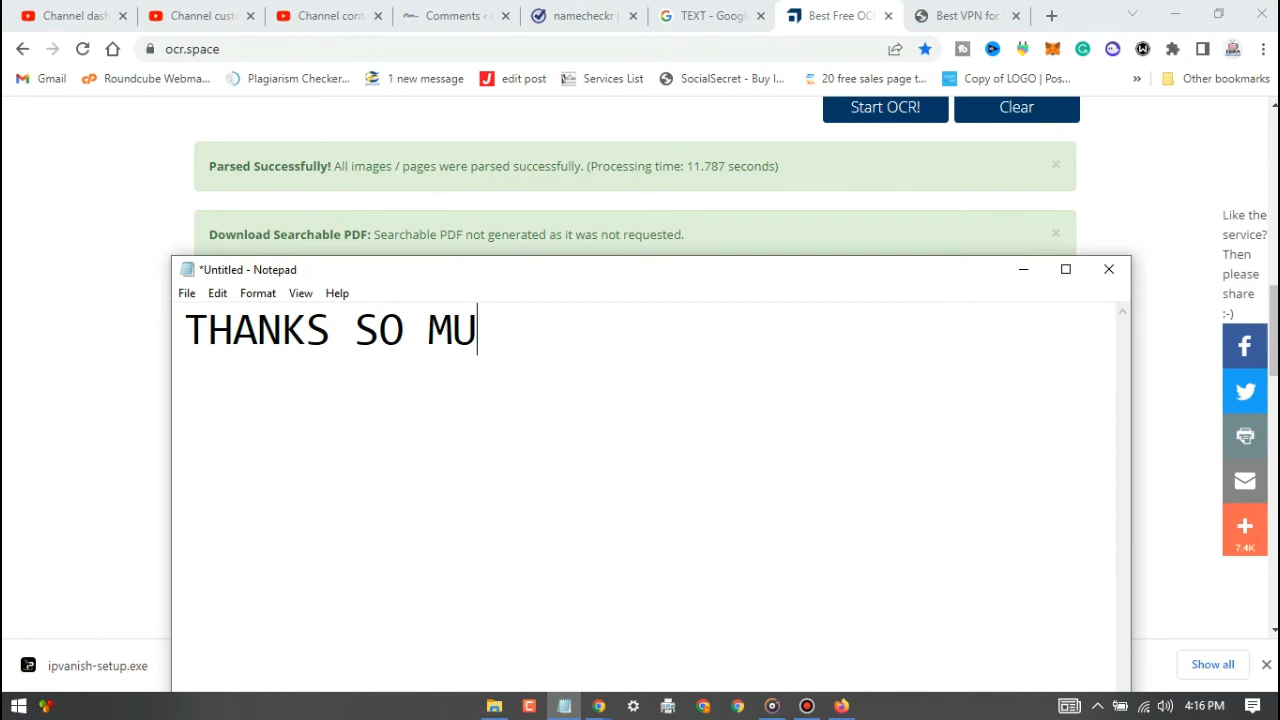 Channel dash
Channel cust
Channel cont
Comments ‹
namecheckr |
TEXT - Googl
Best Free OC
Best VPN for
ocr.space
Gmail
Roundcube Webma...
Plagiarism Checker...
1 new message
edit post
Services List
SocialSecret - Buy I...
20 free sales page t...
Copy of LOGO | Pos...
»
Other bookmarks
Start OCR!
Clear
Parsed Successfully! All images / pages were parsed successfully. (Processing time: 11.787 seconds)
Download Searchable PDF: Searchable PDF not generated as it was not requested.
Like the
service?
Then
please
share
:-)
7.4K
*Untitled - Notepad
File Edit Format View Help
THANKS SO MU
ipvanish-setup.exe
Show all
4:16 PM